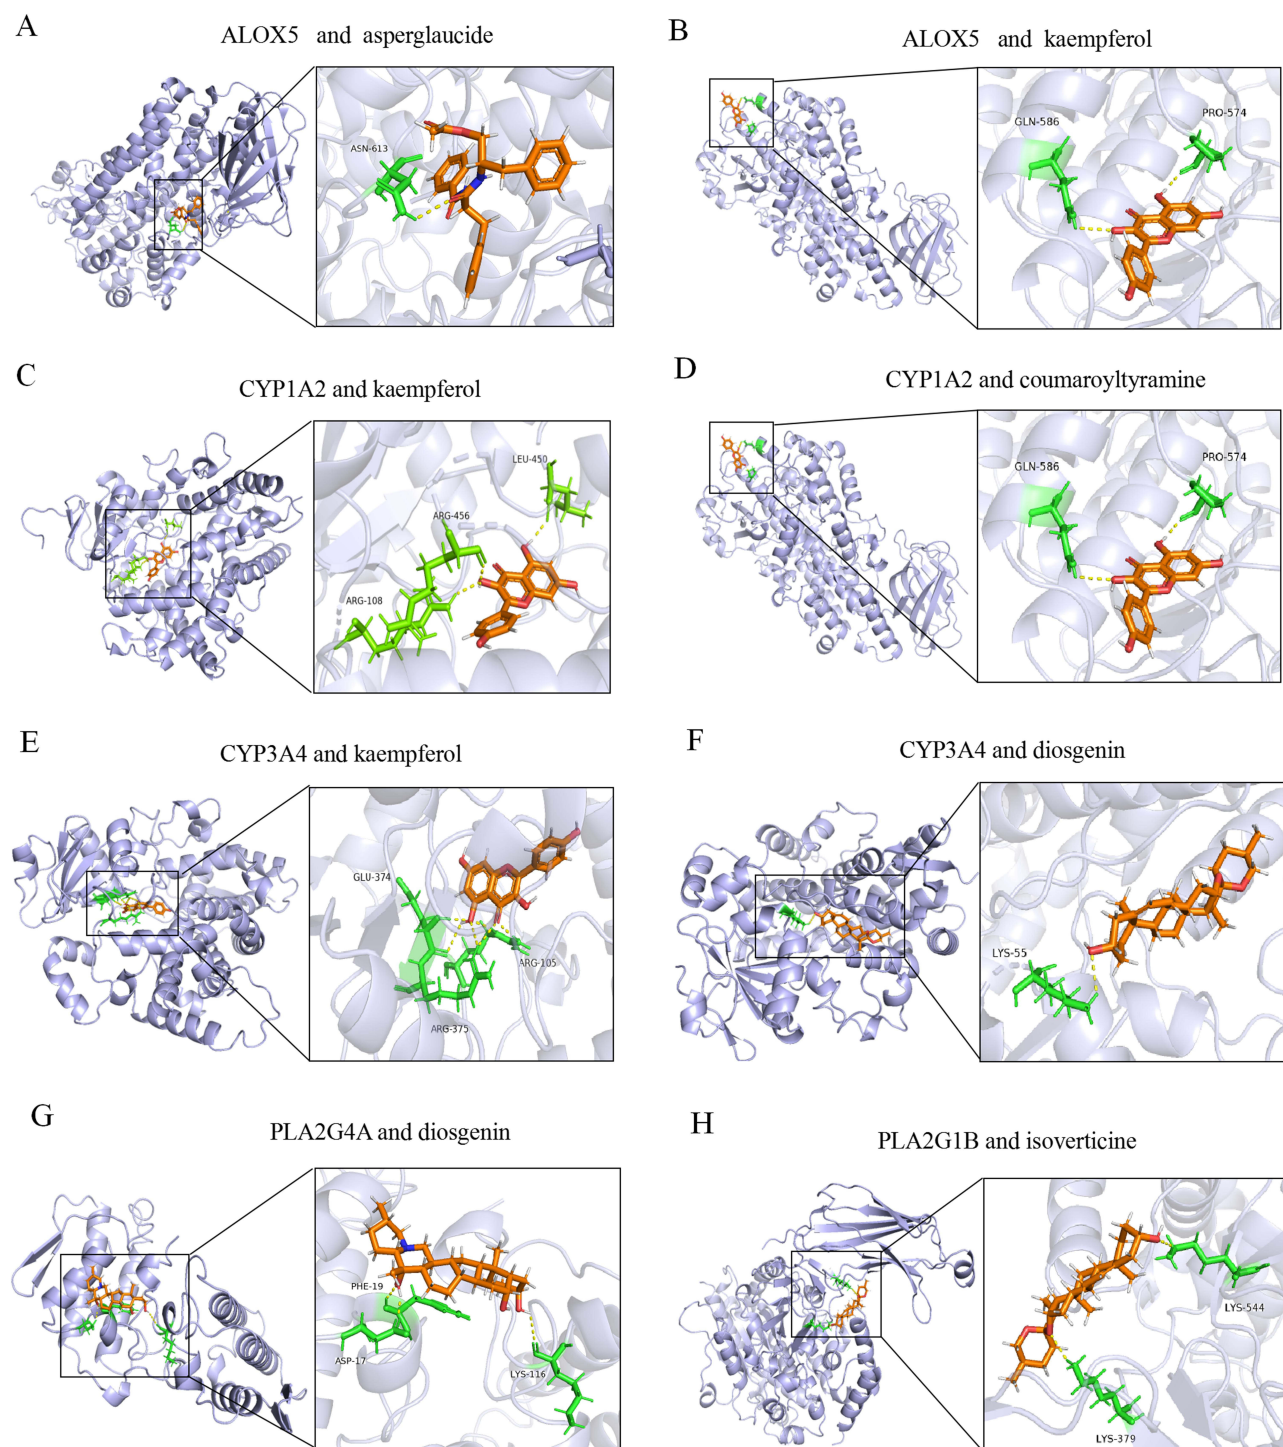 A
ALOX5 and asperglaucide
ASN-613
B
ALOX5 and kaempferol
GLN-586
PRO-574
C
CYP1A2 and kaempferol
LEU-450
ARG-456
ARG-108
D
CYP1A2 and coumaroyltyramine
GLN-586
PRO-574
E
CYP3A4 and kaempferol
GLU-374
ARG-105
ARG-375
F
CYP3A4 and diosgenin
LYS-55
G
PLA2G4A and diosgenin
PHE-19
ASP-17
LYS-116
H
PLA2G1B and isoverticine
LYS-544
LYS-379